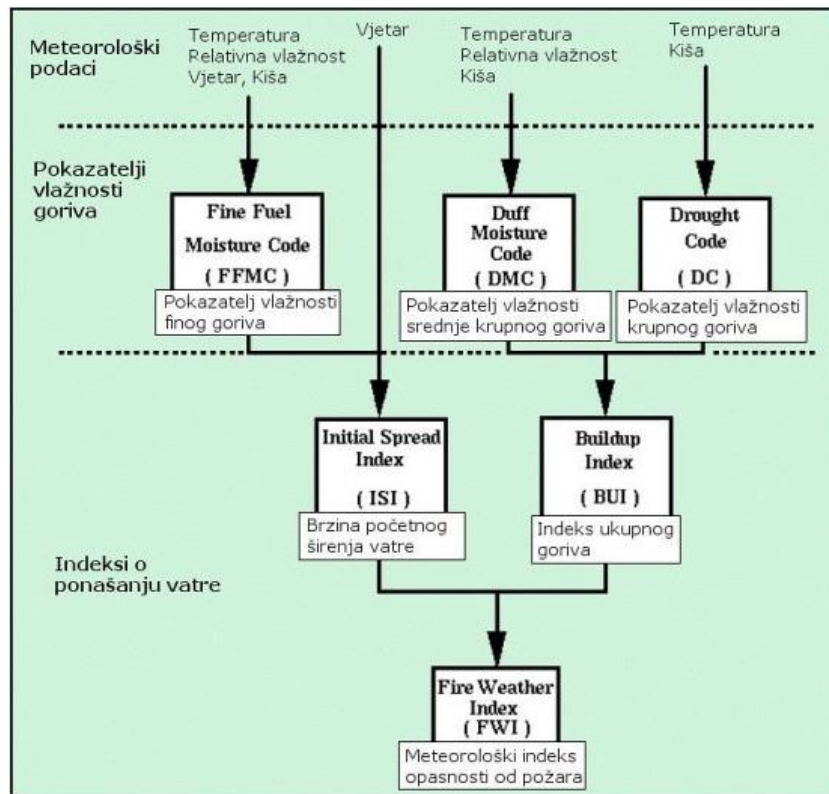 Meteorološki
podaci
Temperatura
Relativna vlažnost
Vjetar, Kiša
Vjetar
Temperatura
Relativna vlažnost
Kiša
Temperatura
Kiša
Pokazatelji
vlažnosti
goriva
Fine Fuel
Moisture Code
( FFMC )
Pokazatelj vlažnosti
finog goriva
Duff
Moisture
Code
( DMC )
Pokazatelj vlažnosti
srednje krupnog goriva
Drought
Code
( DC )
Pokazatelj vlažnosti
krupnog goriva
Indeksi o
ponašanju vatre
Initial Spread
Index
( ISI )
Brzina početnog
širenja vatre
Buildup
Index
( BUI )
Indeks ukupnog
goriva
Fire Weather
Index
( FWI )
Meteorološki indeks
opasnosti od požara